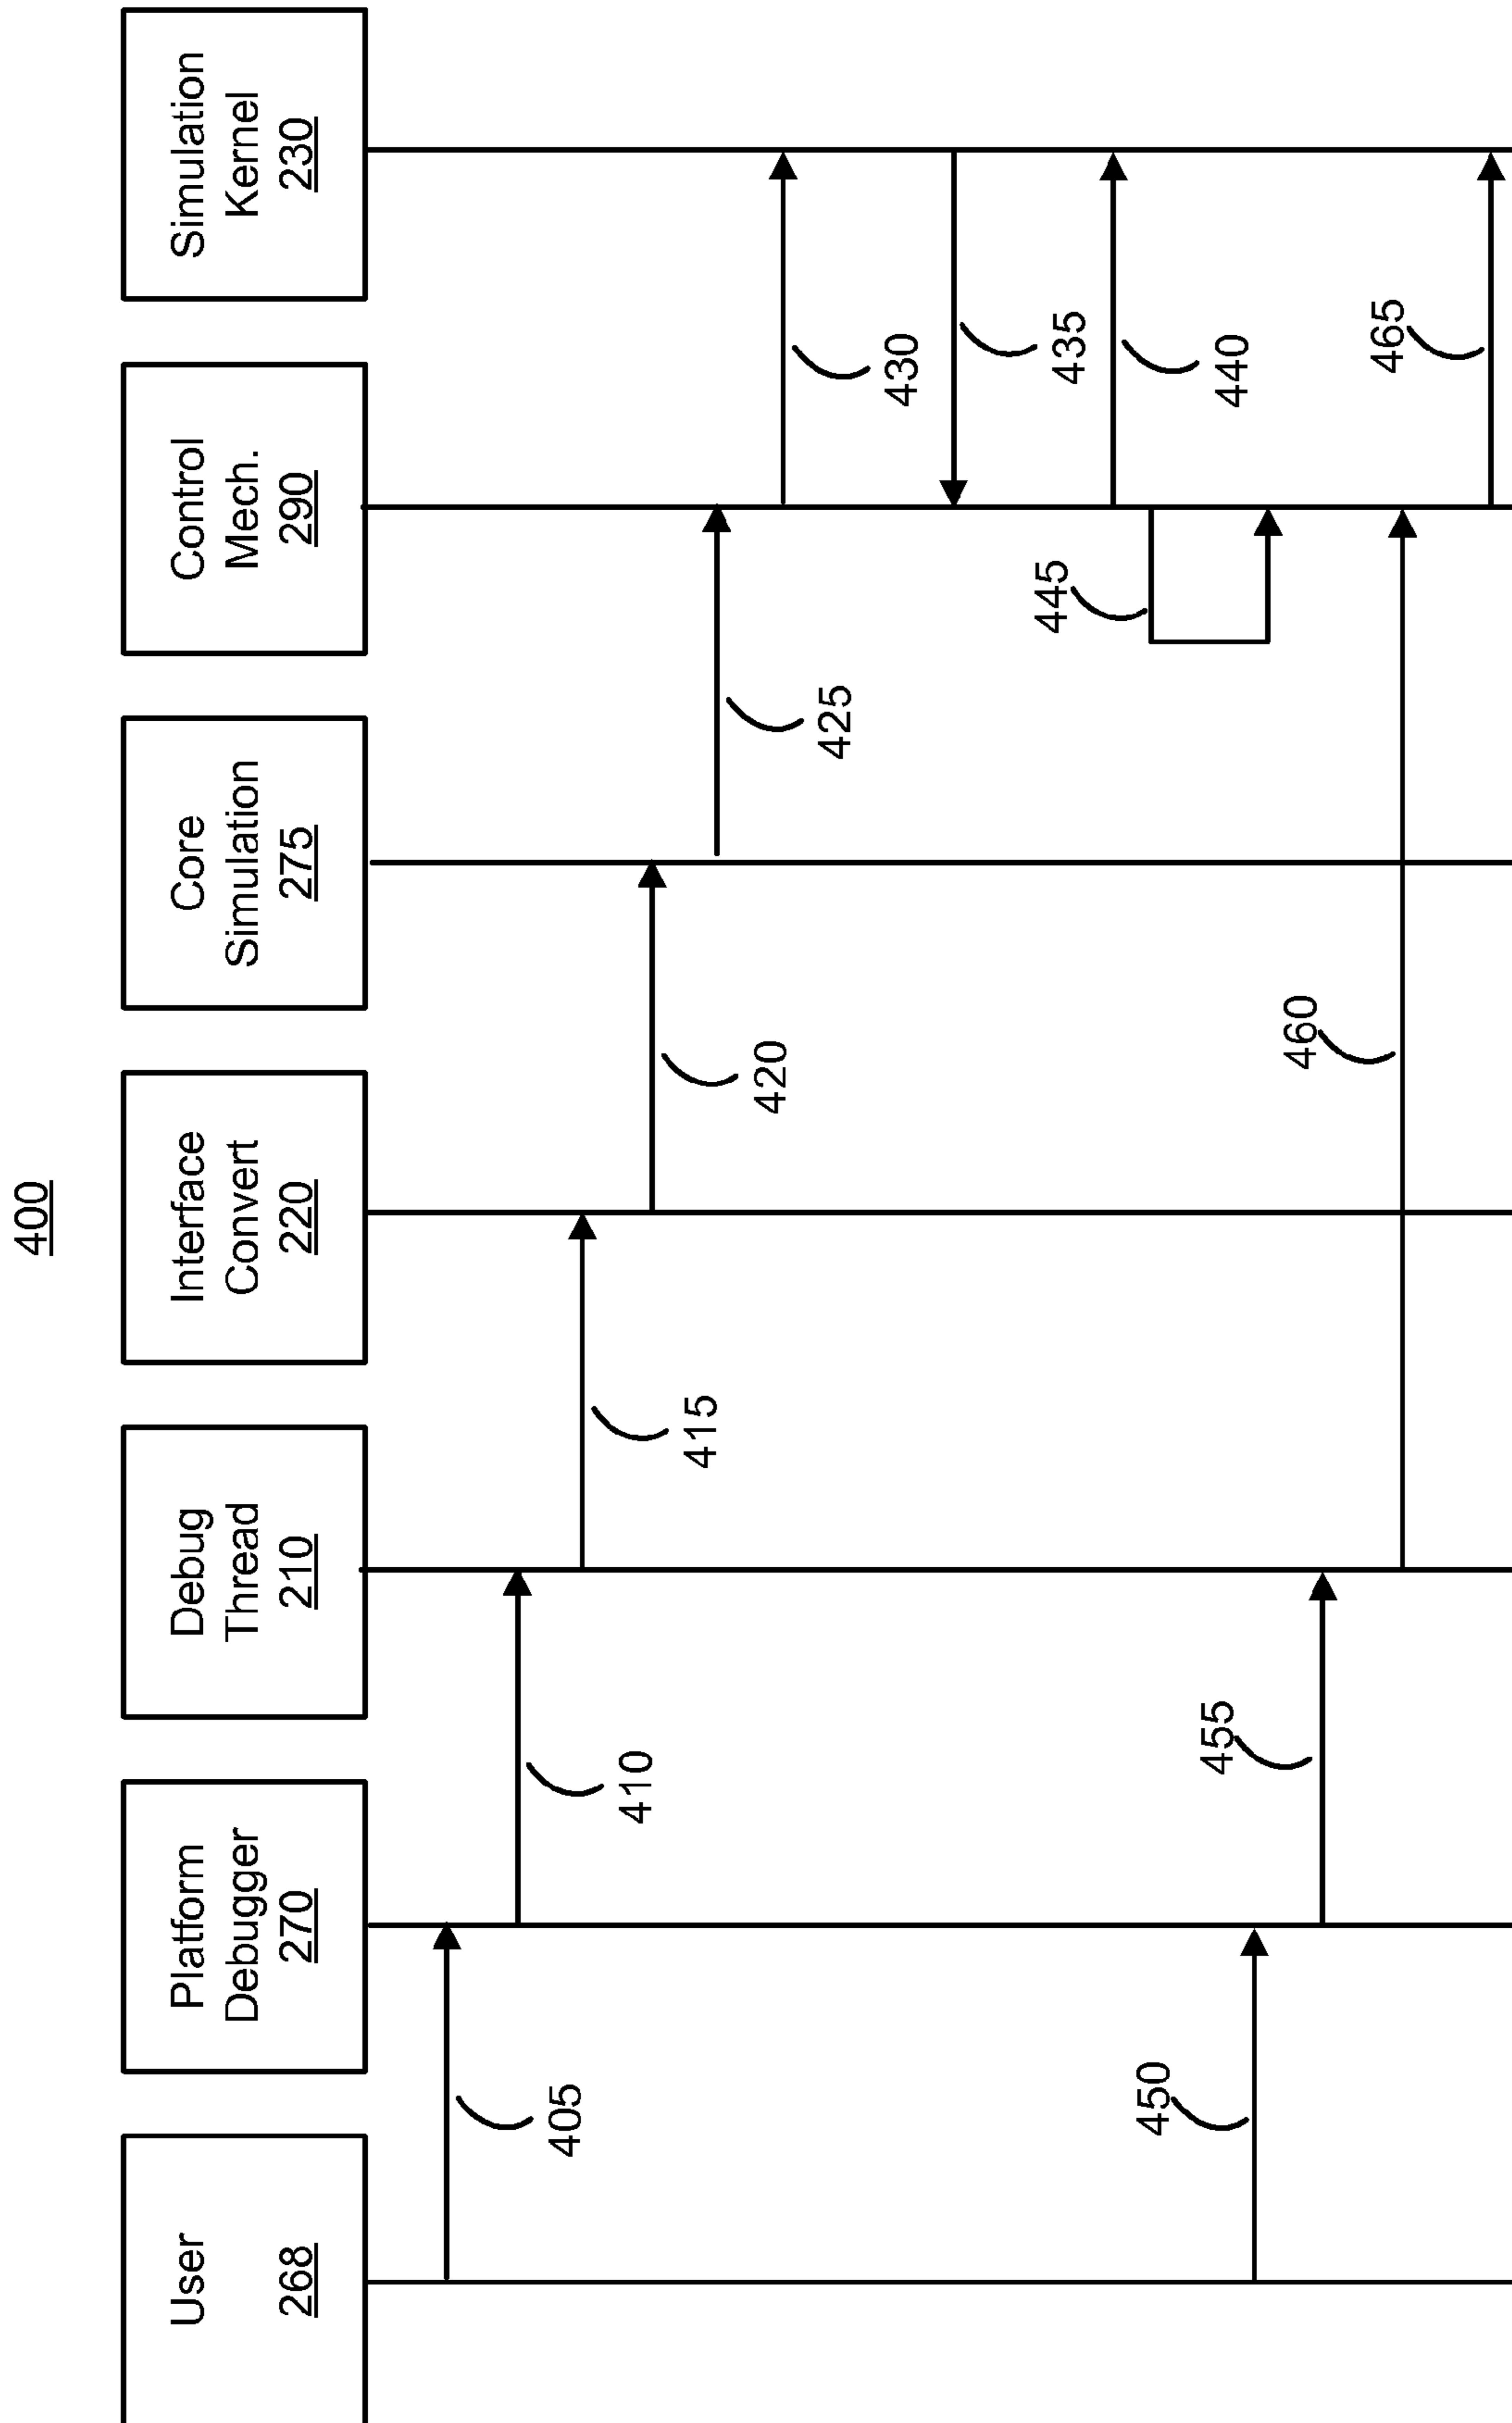 400
User
268
Platform
Debugger
270
Debug
Thread
210
Interface
Convert
220
Core
Simulation
275
Control
Mech.
290
Simulation
Kernel
230
405
410
415
420
425
430
435
440
445
450
455
460
465